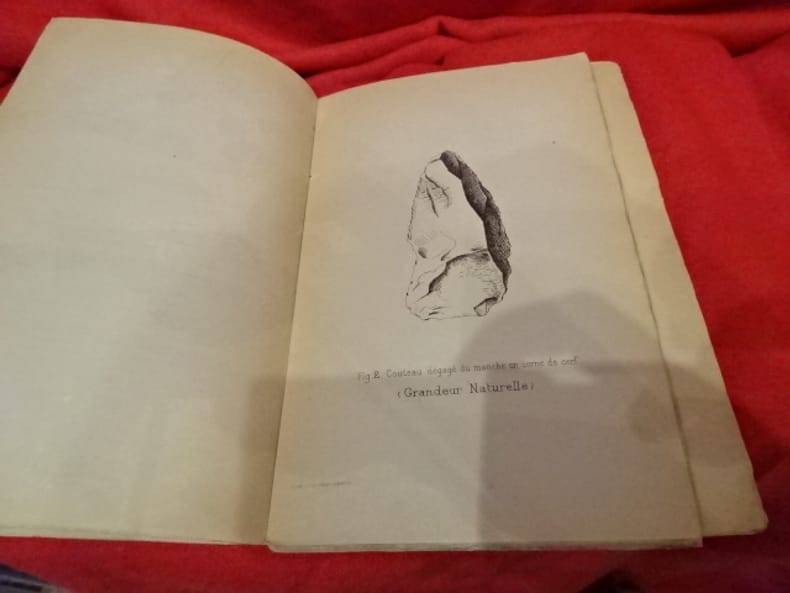 Fig. 2. Couteau dégagé du manche en corne de cerf
(Grandeur Naturelle)